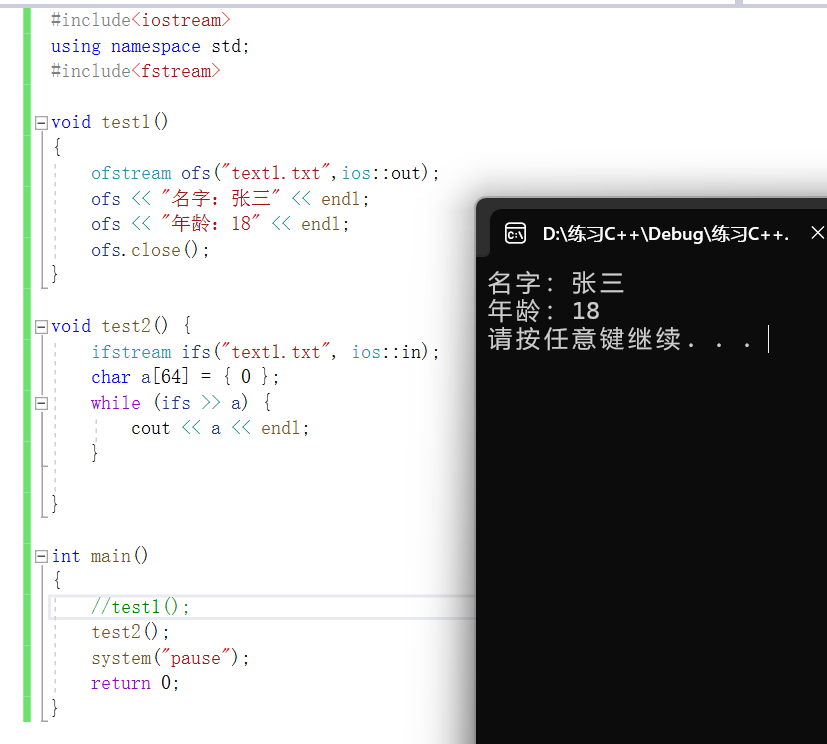 #include<iostream>
using namespace std;
#include<fstream>
void test1()
{
ofstream ofs("text1.txt",ios::out);
ofs << "名字：张三" << endl;
ofs << "年龄：18" << endl;
ofs.close();
}
void test2() {
ifstream ifs("text1.txt", ios::in);
char a[64] = { 0 };
while (ifs >> a) {
cout << a << endl;
}
}
int main()
{
//test1();
test2();
system("pause");
return 0;
}
D:\练习C++\Debug\练习C++.
名字：张三
年龄：18
请按任意键继续. . .